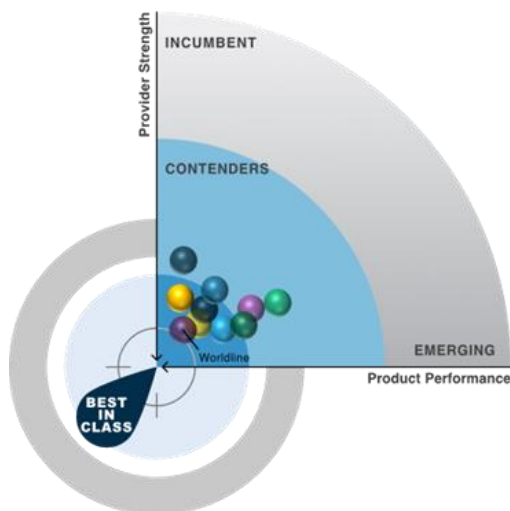 INCUMBENT
Provider Strength
CONTENDERS
Worldline
EMERGING
Product Performance
BEST
IN
CLASS